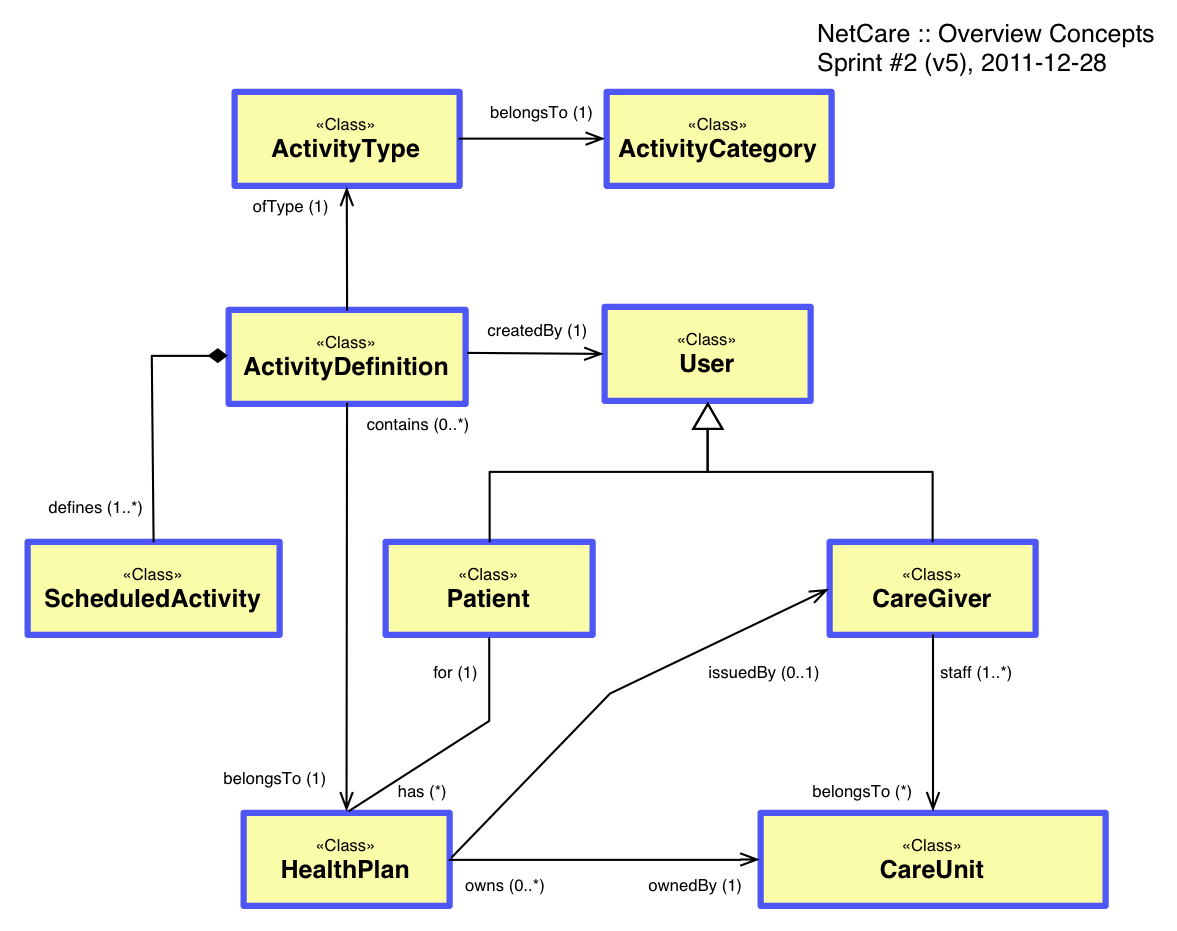 NetCare :: Overview Concepts
Sprint #2 (v5), 2011-12-28
«Class»
ActivityType
belongsTo (1)
«Class»
ActivityCategory
ofType (1)
«Class»
ActivityDefinition
createdBy (1)
«Class»
User
contains (0..*)
defines (1..*)
«Class»
ScheduledActivity
«Class»
Patient
«Class»
CareGiver
for (1)
issuedBy (0..1)
staff (1..*)
belongsTo (1)
has (*)
belongsTo (*)
«Class»
HealthPlan
owns (0..*)
ownedBy (1)
«Class»
CareUnit